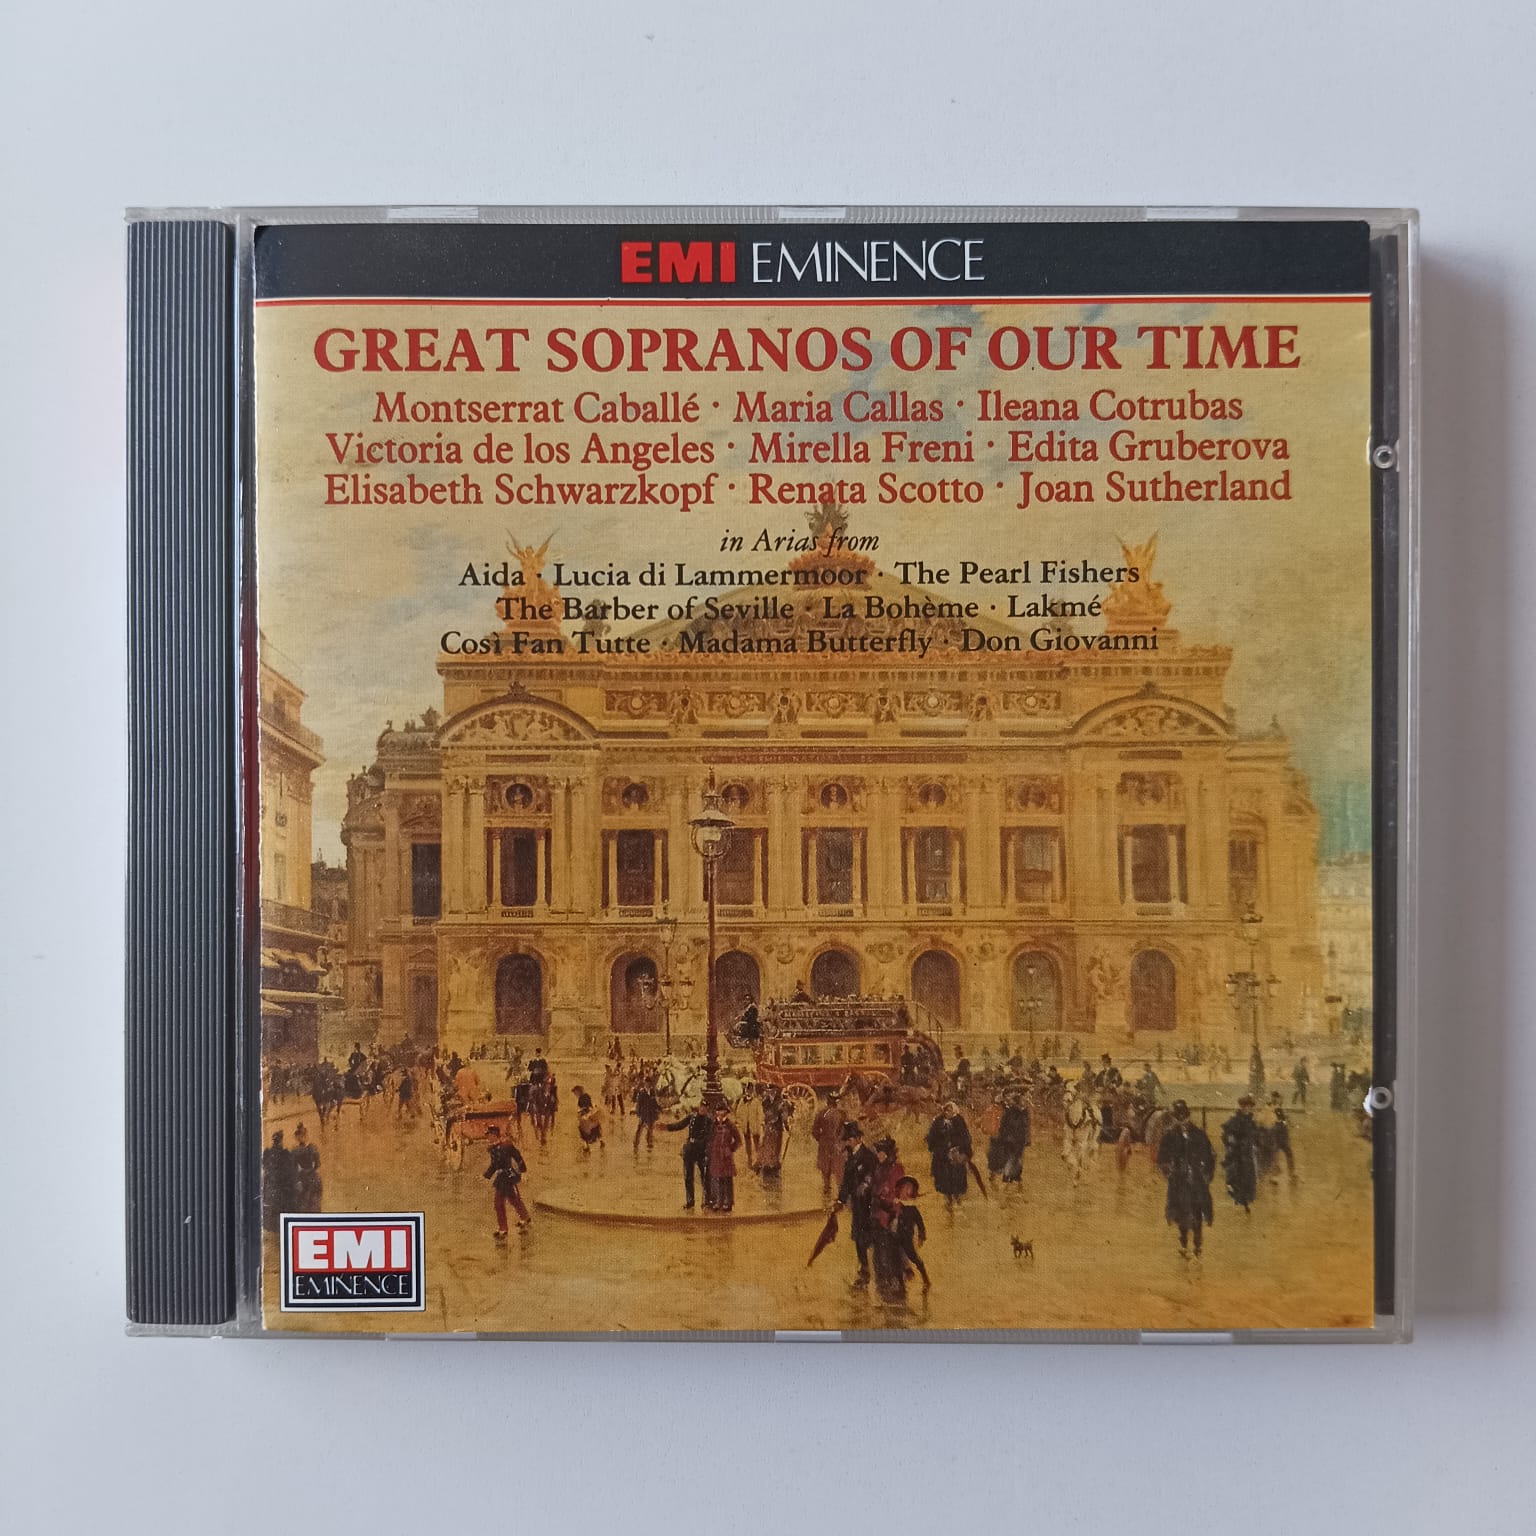 EMI EMINENCE
GREAT SOPRANOS OF OUR TIME
Montserrat Caballé · Maria Callas · Ileana Cotrubas
Victoria de los Angeles · Mirella Freni · Edita Gruberova
Elisabeth Schwarzkopf · Renata Scotto · Joan Sutherland
in Arias from
Aida · Lucia di Lammermoor · The Pearl Fishers
The Barber of Seville · La Bohème · Lakmé
Così Fan Tutte · Madama Butterfly · Don Giovanni
EMI
EMINENCE